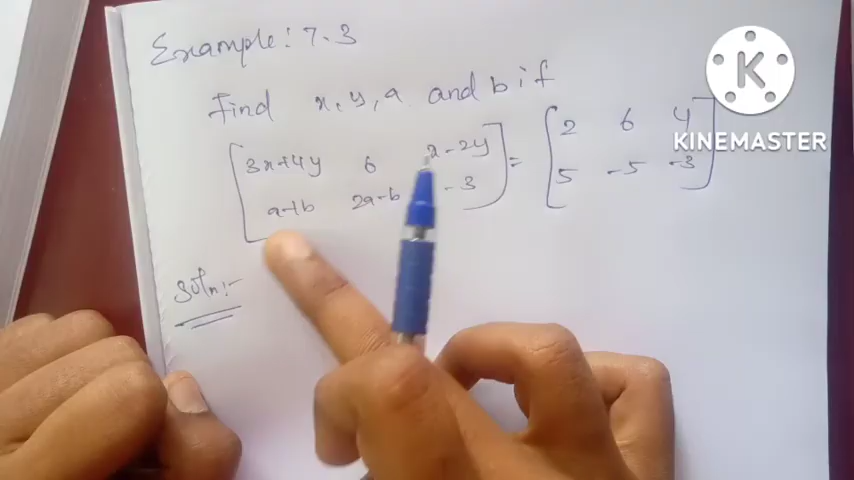 Example: 7.3
Find x, y, a and b if
[3x+4y 6 x-2y] = [2 6 4]
[a+b 2a-b -3] [5 -5 -3]
Soln:-
K
KINEMASTER